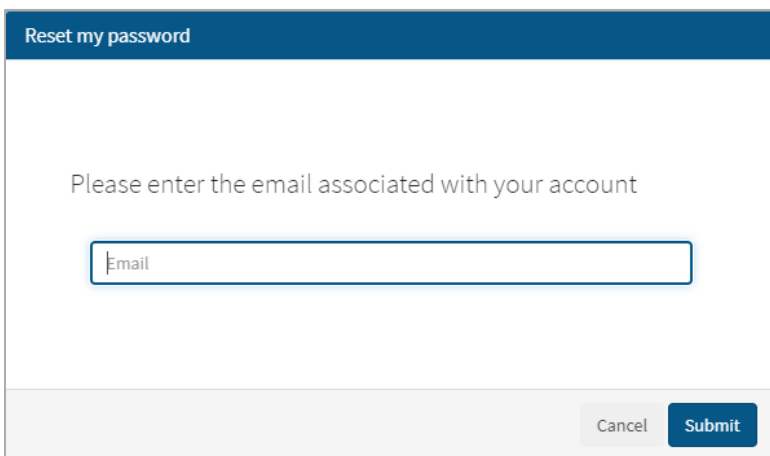 Reset my password
Please enter the email associated with your account
Email
Cancel Submit